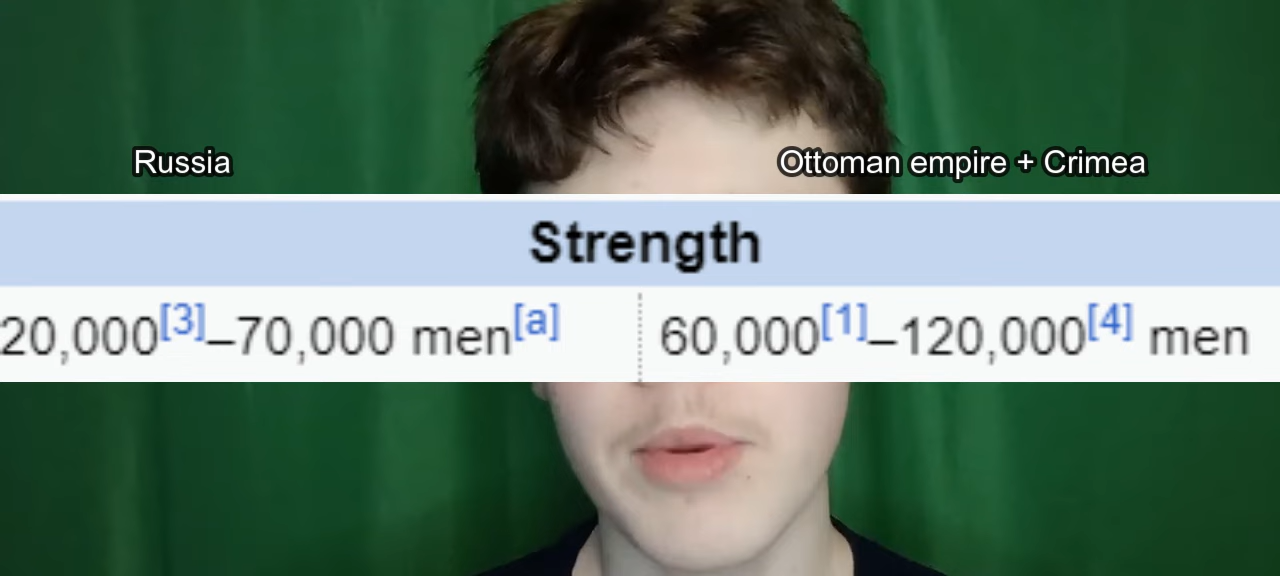 Russia
Ottoman empire + Crimea
Strength
20,000[3]–70,000 men[a]
60,000[1]–120,000[4] men